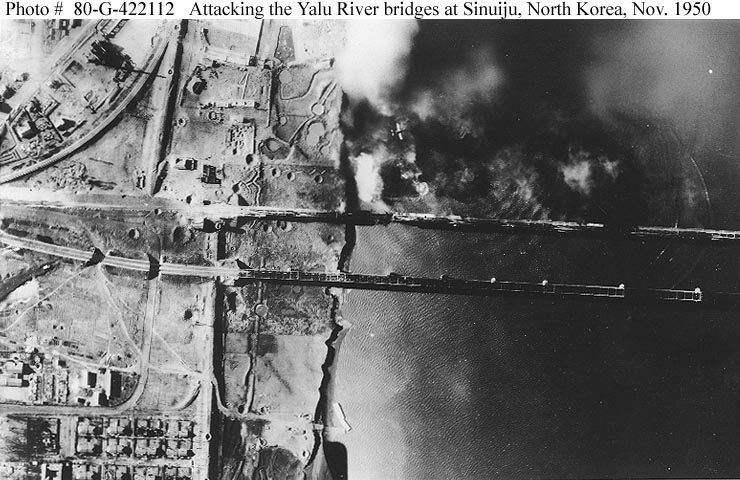 Photo # 80-G-422112 Attacking the Yalu River bridges at Sinuiju, North Korea, Nov. 1950